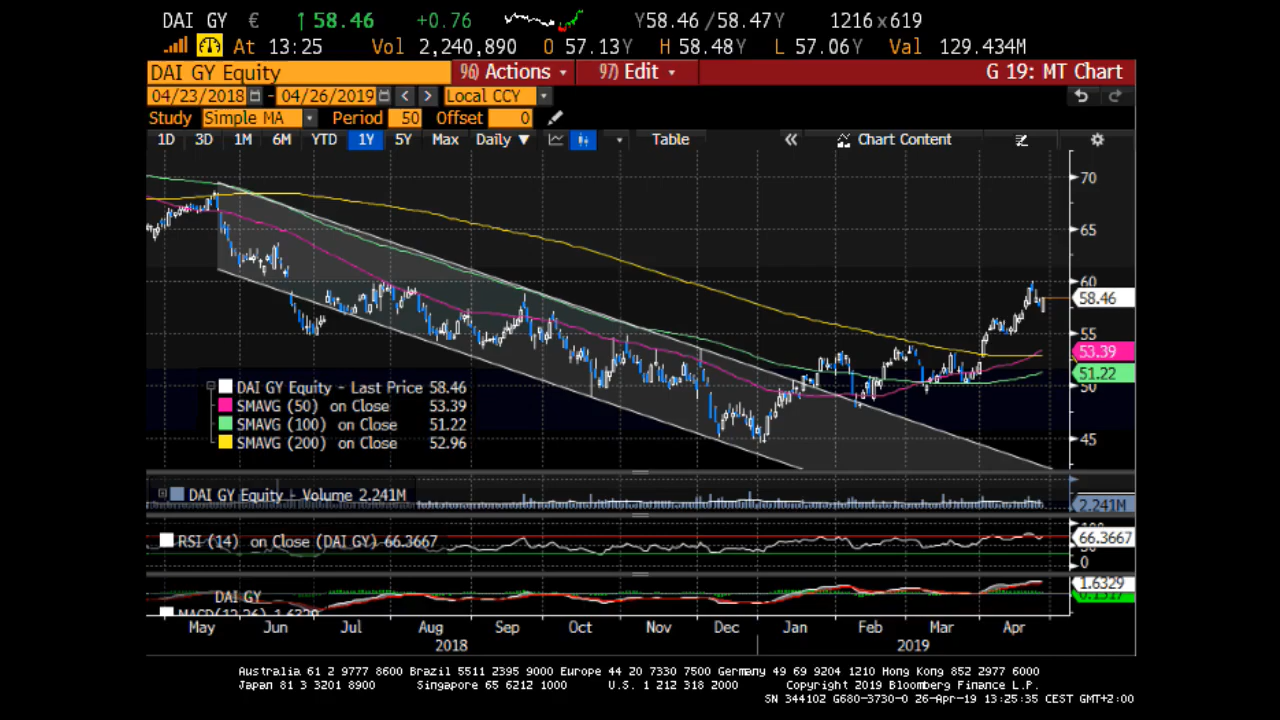 DAI GY € ↑ 58.46 +0.76 Y58.46 /58.47Y 1216 x 619
At 13:25 Vol 2,240,890 O 57.13Y H 58.48Y L 57.06Y Val 129.434M
DAI GY Equity 96) Actions 97) Edit G 19: MT Chart
04/23/2018 - 04/26/2019 < > Local CCY
Study Simple MA Period 50 Offset 0
1D 3D 1M 6M YTD 1Y 5Y Max Daily ▼ Table « Chart Content
70
65
60
58.46
55
53.39
51.22
50
45
DAI GY Equity - Last Price 58.46
SMAVG (50) on Close 53.39
SMAVG (100) on Close 51.22
SMAVG (200) on Close 52.96
DAI GY Equity - Volume 2.241M 2.241M
RSI (14) on Close (DAI GY) 66.3667 66.3667
0
DAI GY 1.6329
MACD(12,26) 1.6329 0.1317
May Jun Jul Aug Sep Oct Nov Dec Jan Feb Mar Apr
2018 2019
Australia 61 2 9777 8600 Brazil 5511 2395 9000 Europe 44 20 7330 7500 Germany 49 69 9204 1210 Hong Kong 852 2977 6000
Japan 81 3 3201 8900 Singapore 65 6212 1000 U.S. 1 212 318 2000 Copyright 2019 Bloomberg Finance L.P.
SN 344102 G680-3730-0 26-Apr-19 13:25:35 CEST GMT+2:00